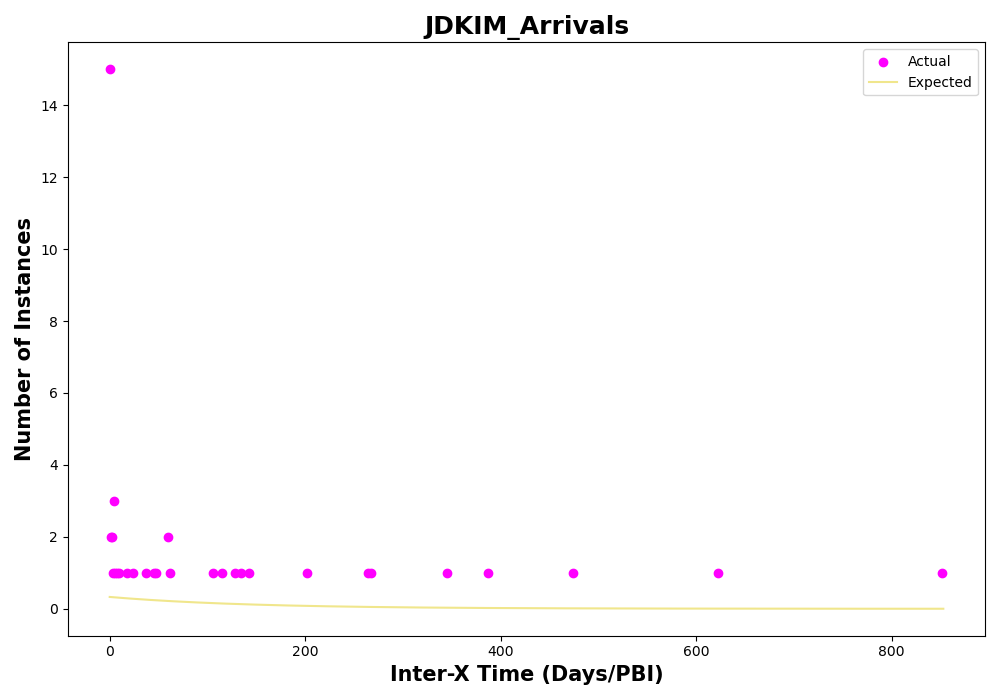 JDKIM_Arrivals
Actual
Expected
14
12
10
8
6
4
2
0
Number of Instances
0 200 400 600 800
Inter-X Time (Days/PBI)